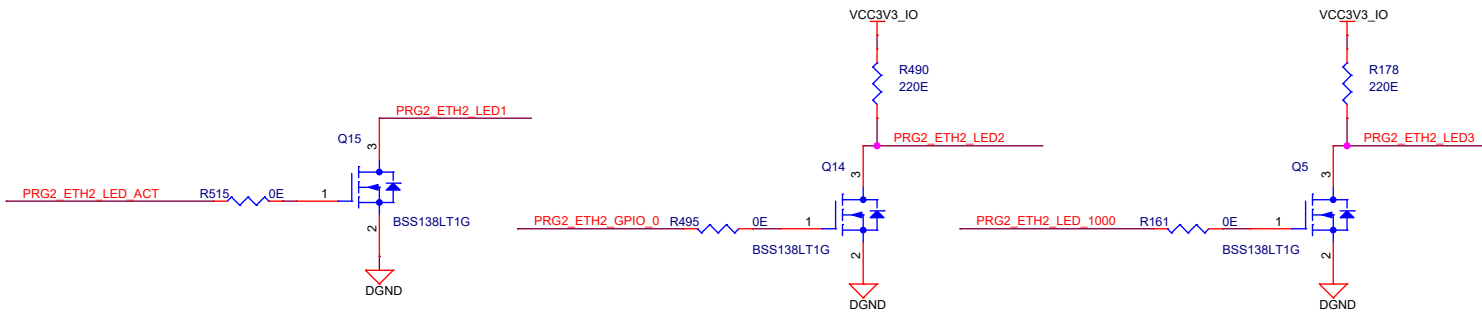 PRG2_ETH2_LED1
Q15
3
PRG2_ETH2_LED_ACT
R515
0E
1
BSS138LT1G
2
DGND
VCC3V3_IO
R490
220E
PRG2_ETH2_LED2
Q14
3
PRG2_ETH2_GPIO_0
R495
0E
1
BSS138LT1G
2
DGND
VCC3V3_IO
R178
220E
PRG2_ETH2_LED3
Q5
3
PRG2_ETH2_LED_1000
R161
0E
1
BSS138LT1G
2
DGND